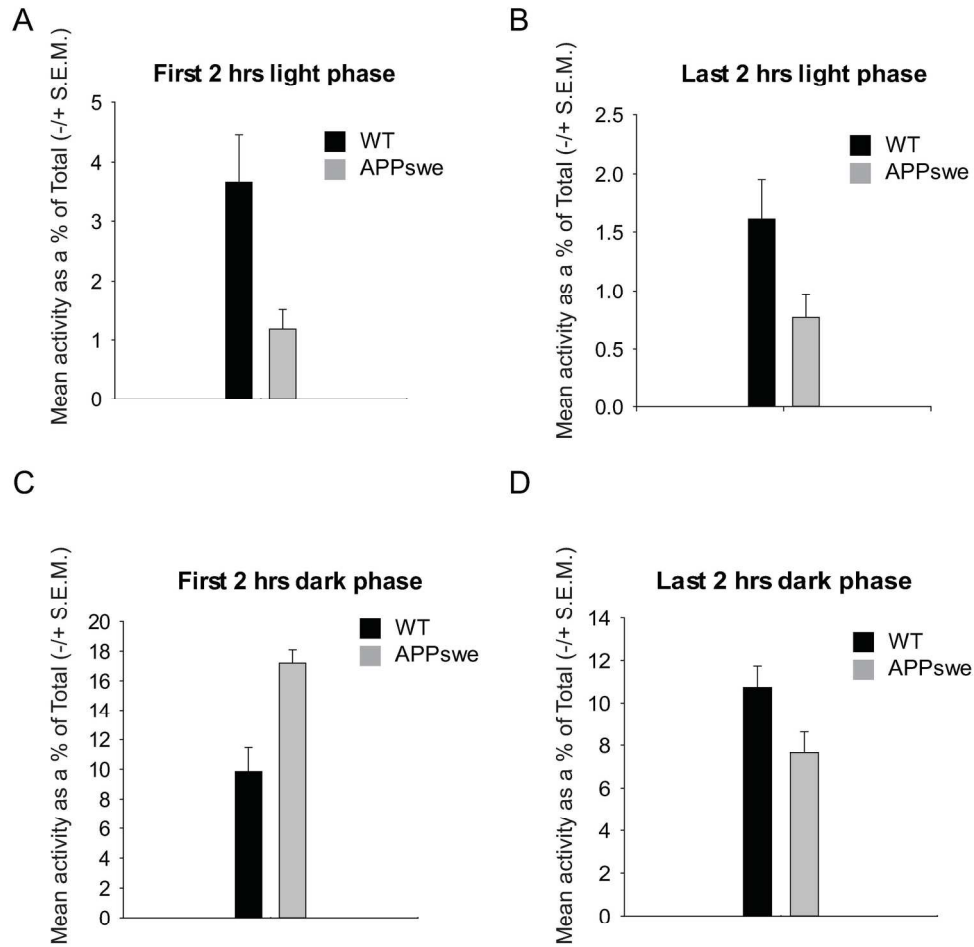 A
Mean activity as a % of Total (-/+ S.E.M.)
First 2 hrs light phase
WT
APPswe
5
4
3
2
1
0
B
Mean activity as a % of Total (-/+ S.E.M.)
Last 2 hrs light phase
WT
APPswe
2.5
2.0
1.5
1.0
0.5
0.0
C
Mean activity as a % of Total (-/+ S.E.M.)
First 2 hrs dark phase
WT
APPswe
20
18
16
14
12
10
8
6
4
2
0
D
Mean activity as a % of Total (-/+ S.E.M.)
Last 2 hrs dark phase
WT
APPswe
14
12
10
8
6
4
2
0